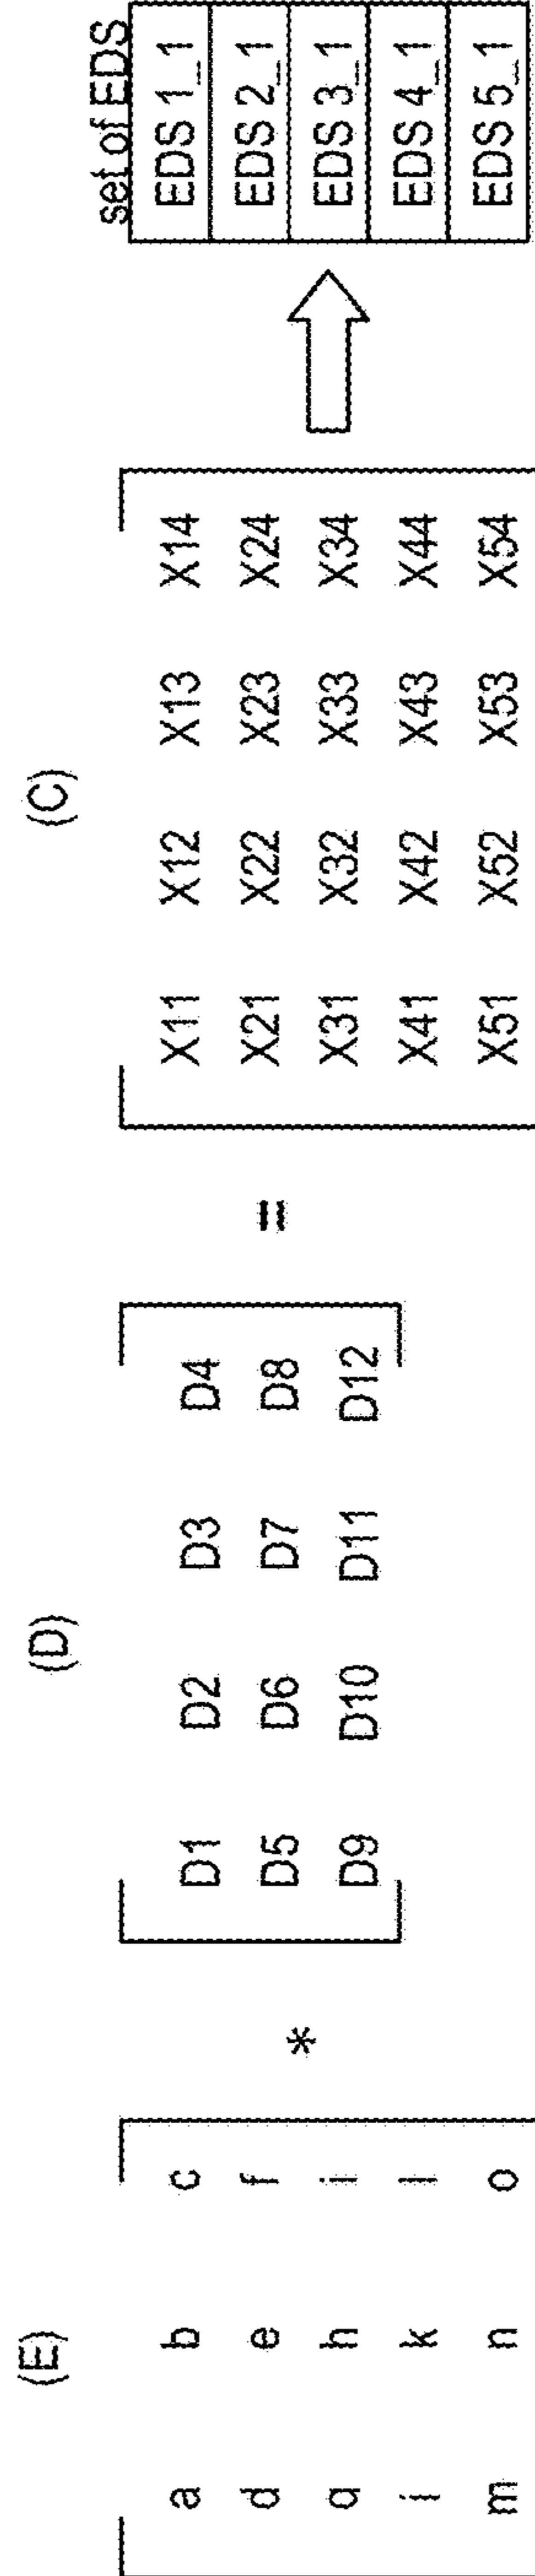 (E) (D) (C) set of EDS
a b c D1 D2 D3 D4 X11 X12 X13 X14 EDS 1_1
d e f * D5 D6 D7 D8 = X21 X22 X23 X24 EDS 2_1
g h i D9 D10 D11 D12 X31 X32 X33 X34 EDS 3_1
j k l X41 X42 X43 X44 EDS 4_1
m n o X51 X52 X53 X54 EDS 5_1